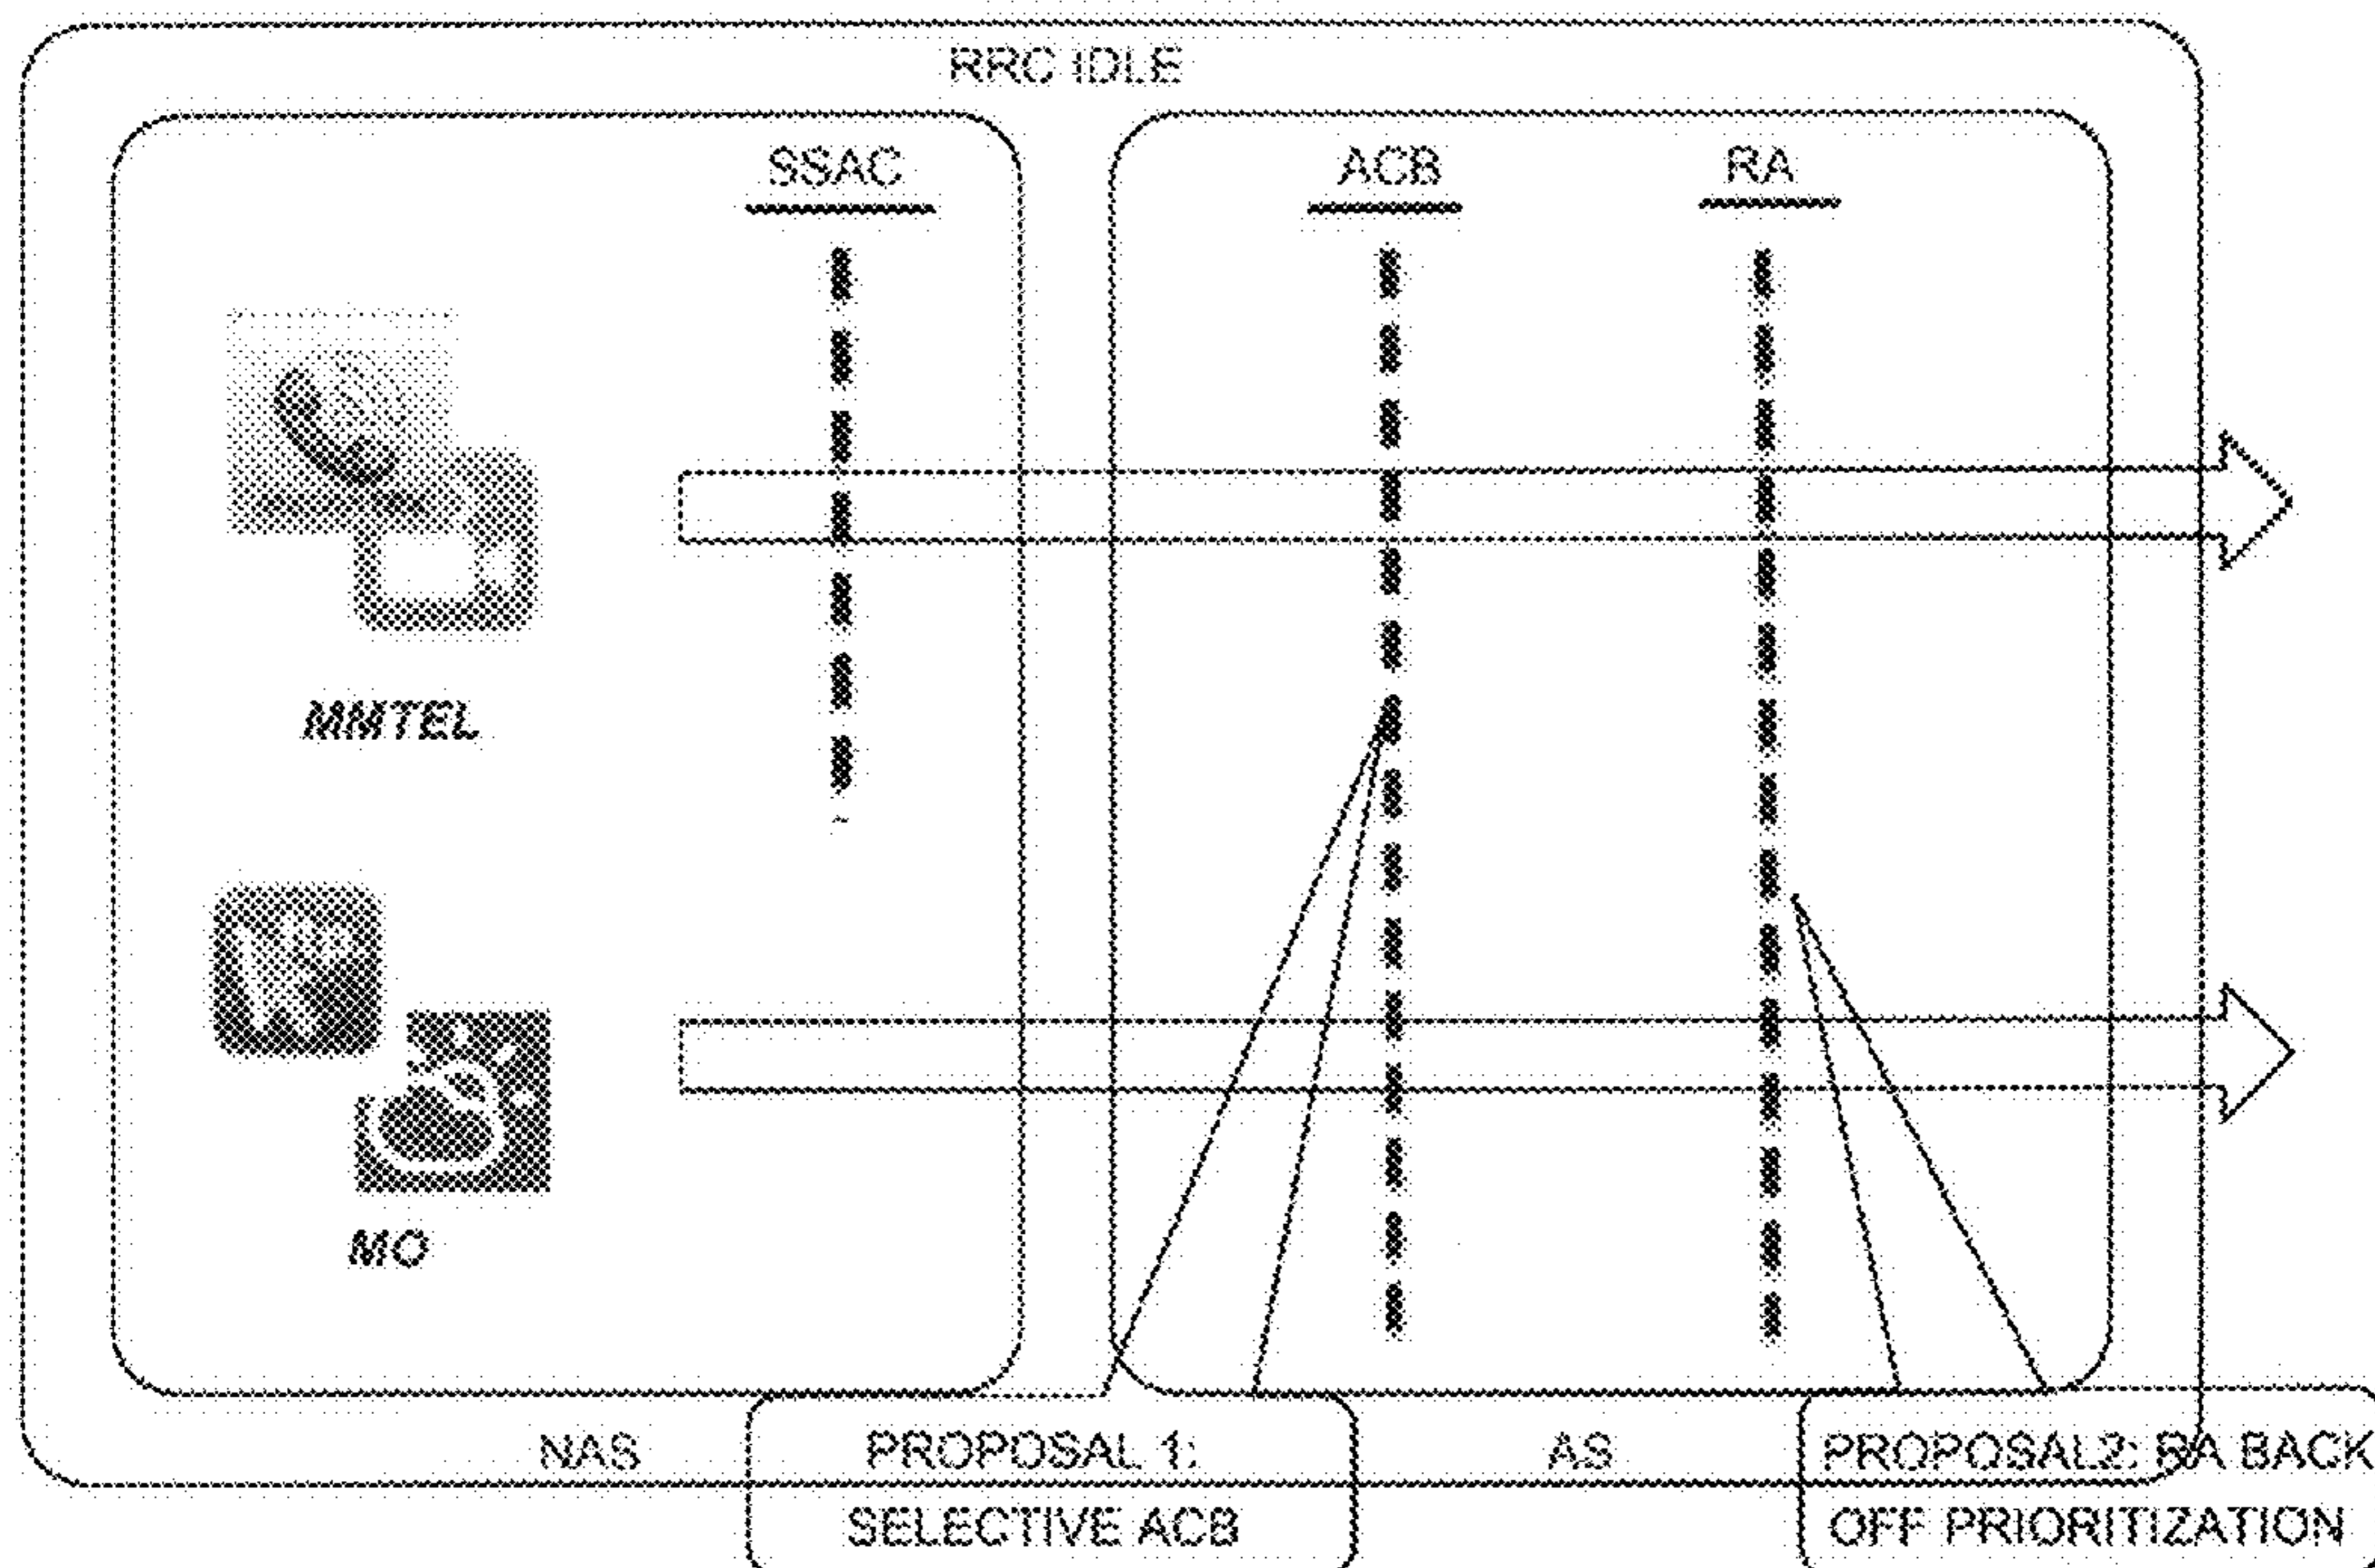 RRC IDLE
SSAC
ACB
RA
MMTEL
MO
NAS
PROPOSAL 1:
SELECTIVE ACB
AS
PROPOSAL2: RA BACK
OFF PRIORITIZATION